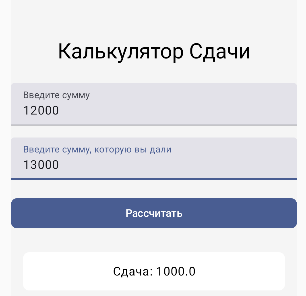 Калькулятор Сдачи
Введите сумму
12000
Введите сумму, которую вы дали
13000
Рассчитать
Сдача: 1000.0